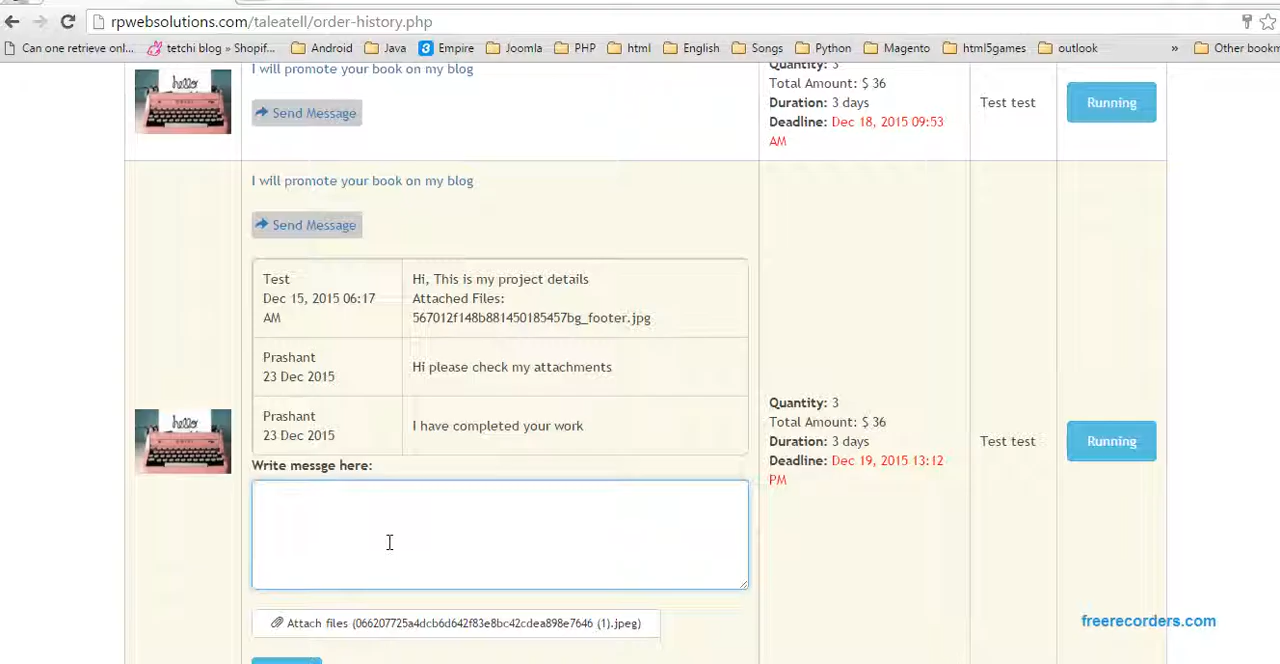 rpwebsolutions.com/taleatell/order-history.php
Can one retrieve onl... tetchi blog » Shopif... Android Java Empire Joomla PHP html English Songs Python Magento html5games outlook » Other bookm
hello
I will promote your book on my blog
Send Message
Quantity: 3
Total Amount: $ 36
Duration: 3 days
Deadline: Dec 18, 2015 09:53
AM
Test test
Running
I will promote your book on my blog
Send Message
Test
Dec 15, 2015 06:17
AM
Hi, This is my project details
Attached Files:
567012f148b881450185457bg_footer.jpg
Prashant
23 Dec 2015
Hi please check my attachments
Prashant
23 Dec 2015
I have completed your work
hello
Write messge here:
Attach files (066207725a4dcb6d642f83e8bc42cdea898e7646 (1).jpeg)
Quantity: 3
Total Amount: $ 36
Duration: 3 days
Deadline: Dec 19, 2015 13:12
PM
Test test
Running
freerecorders.com